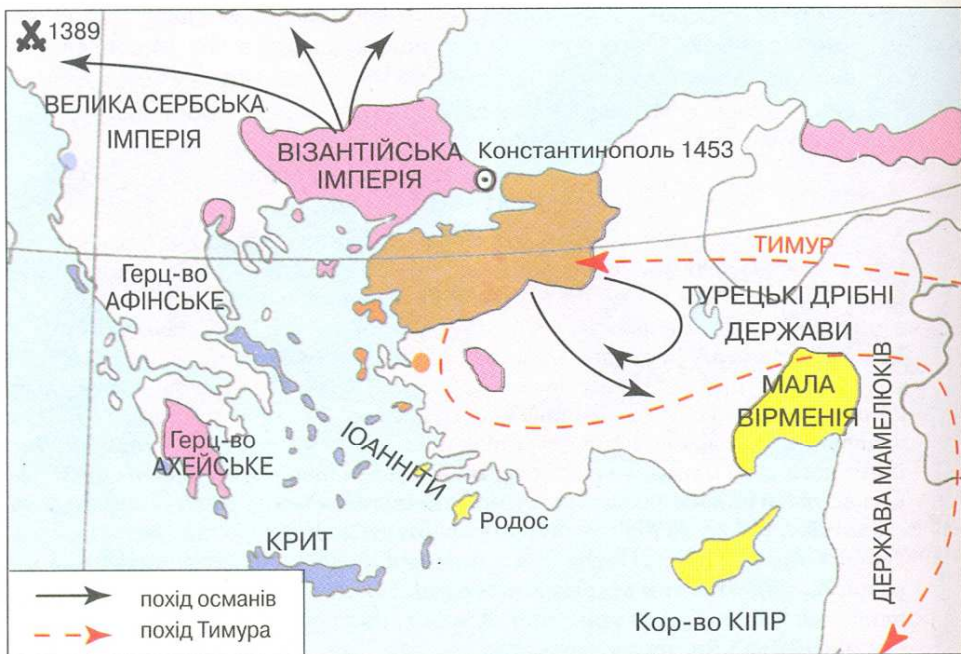 1389
ВЕЛИКА СЕРБСЬКА
ІМПЕРІЯ
ВІЗАНТІЙСЬКА
ІМПЕРІЯ
Константинополь 1453
ТИМУР
Герц-во
АФІНСЬКЕ
ТУРЕЦЬКІ ДРІБНІ
ДЕРЖАВИ
МАЛА
ВІРМЕНІЯ
Герц-во
АХЕЙСЬКЕ
ІОАННІТИ
Родос
КРИТ
Кор-во КІПР
ДЕРЖАВА МАМЕЛЮКІВ
похід османів
похід Тимура